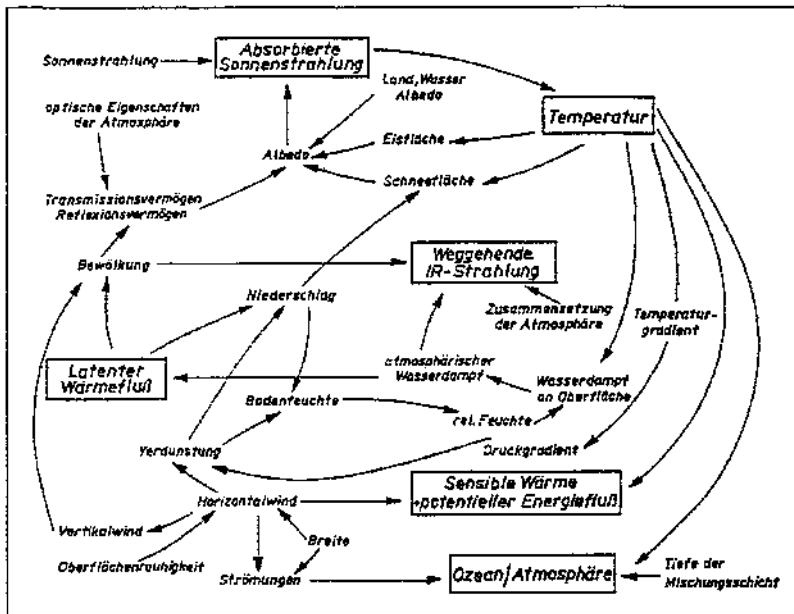 Absorbierte
Sonnenstrahlung
Sonnenstrahlung
Land, Wasser
Albedo
optische Eigenschaften
der Atmosphäre
Temperatur
Eisfläche
Albedo
Schneefläche
Transmissionsvermögen
Reflexionsvermögen
Bewölkung
Weggehende
IR-Strahlung
Niederschlag
Zusammensetzung
der Atmosphäre
Temperatur-
gradient
Latenter
Wärmefluß
atmosphärischer
Wasserdampf
Wasserdampf
an Oberfläche
Bodenfeuchte
rel. Feuchte
Verdunstung
Druckgradient
Sensible Wärme
+potentieller Energiefluß
Horizontalwind
Vertikalwind
Breite
Oberflächenrauhigkeit
Strömungen
Ozean/Atmosphäre
Tiefe der
Mischungsschicht